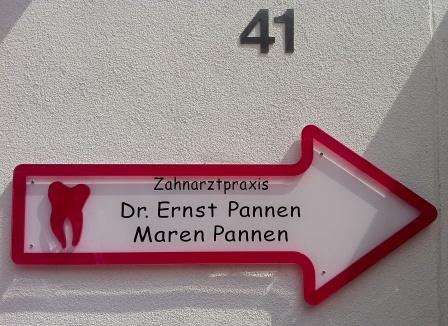 41
Zahnarztpraxis
Dr. Ernst Pannen
Maren Pannen